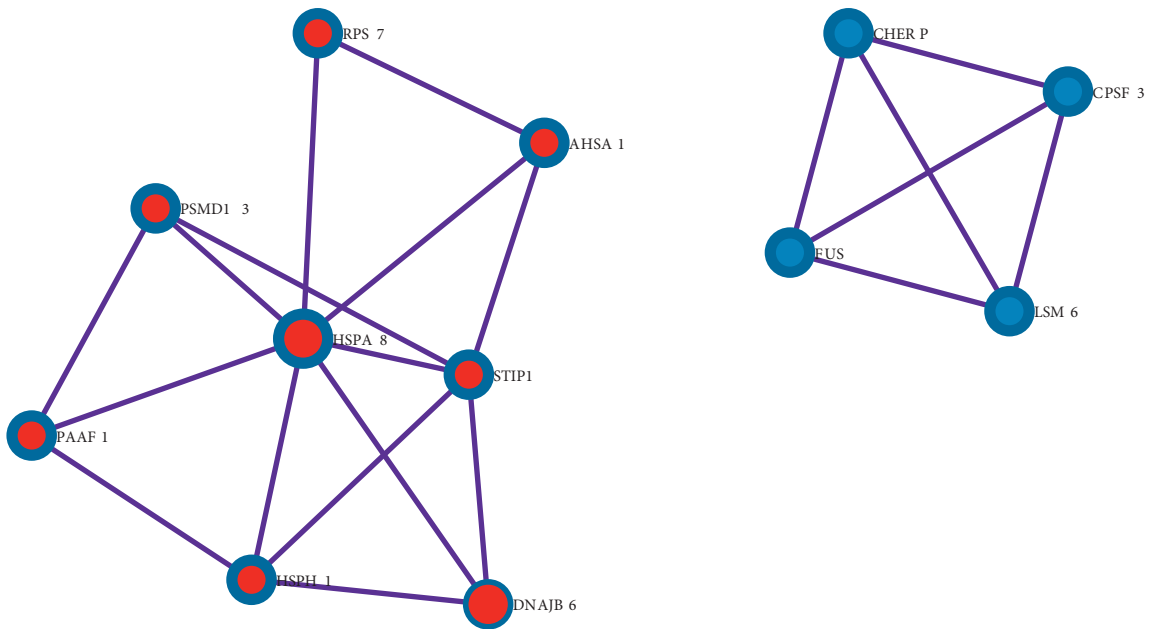 RPS 7
CHER P
CPSF 3
AHSA 1
PSMD1 3
FUS
LSM 6
HSPA 8
STIP1
PAAF 1
HSPH 1
DNAJB 6